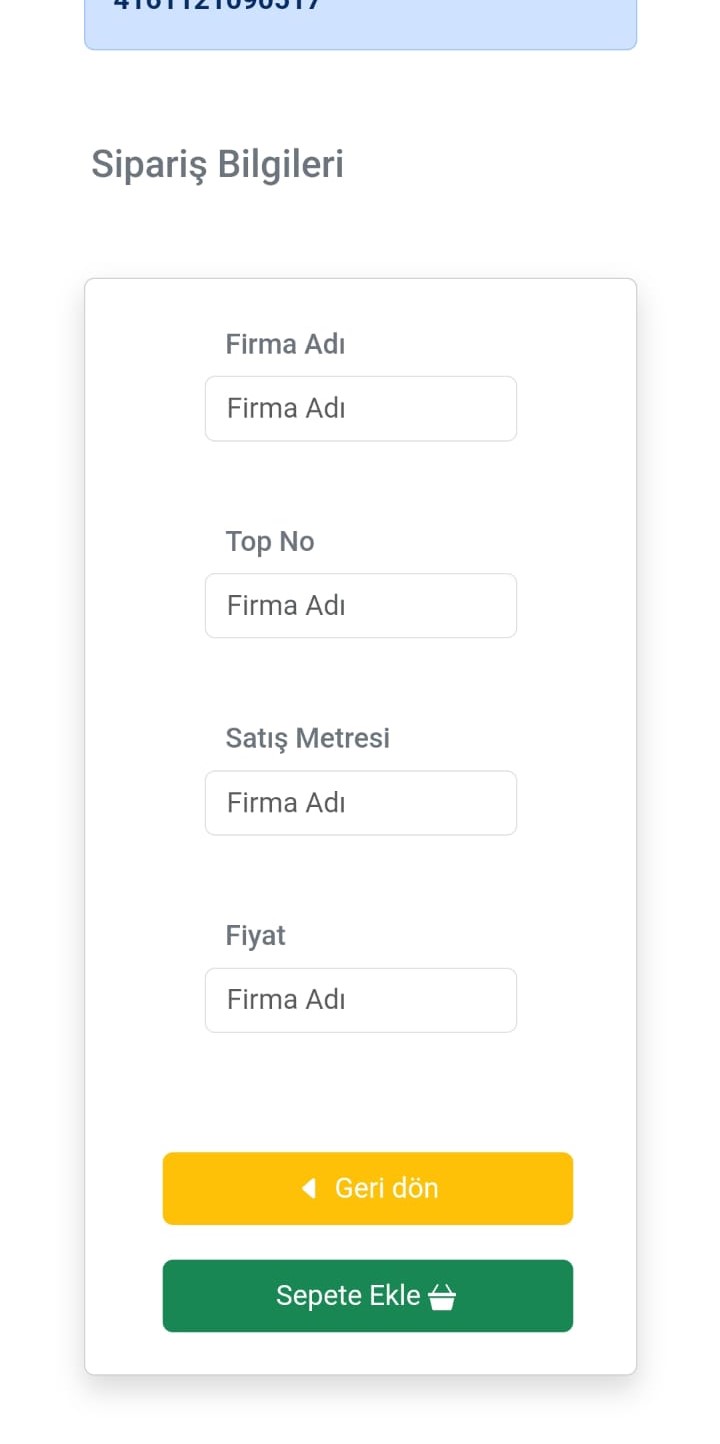 Sipariş Bilgileri
Firma Adı
Firma Adı
Top No
Firma Adı
Satış Metresi
Firma Adı
Fiyat
Firma Adı
Geri dön
Sepete Ekle